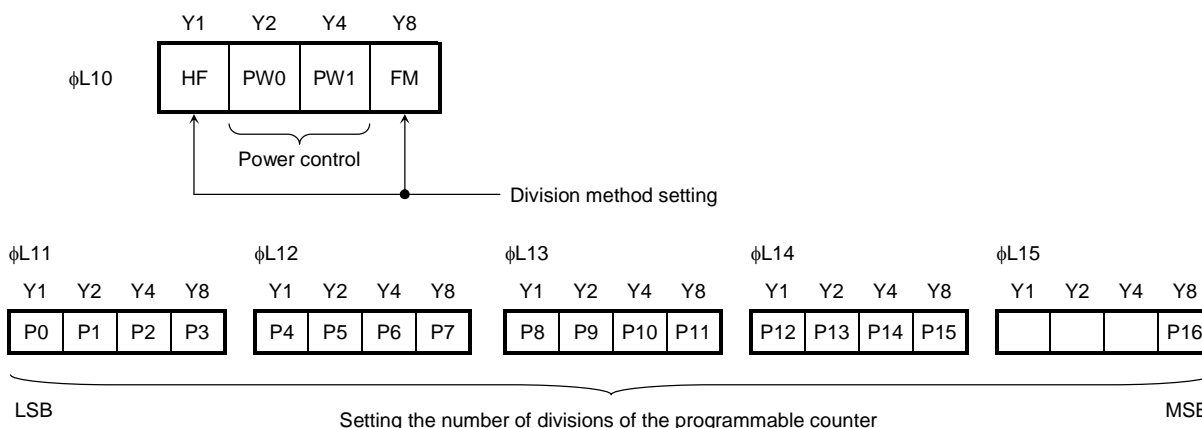 Y1 Y2 Y4 Y8
ϕL10 HF PW0 PW1 FM
Power control
Division method setting
ϕL11 ϕL12 ϕL13 ϕL14 ϕL15
Y1 Y2 Y4 Y8 Y1 Y2 Y4 Y8 Y1 Y2 Y4 Y8 Y1 Y2 Y4 Y8 Y1 Y2 Y4 Y8
P0 P1 P2 P3 P4 P5 P6 P7 P8 P9 P10 P11 P12 P13 P14 P15 P16
LSB Setting the number of divisions of the programmable counter MSB